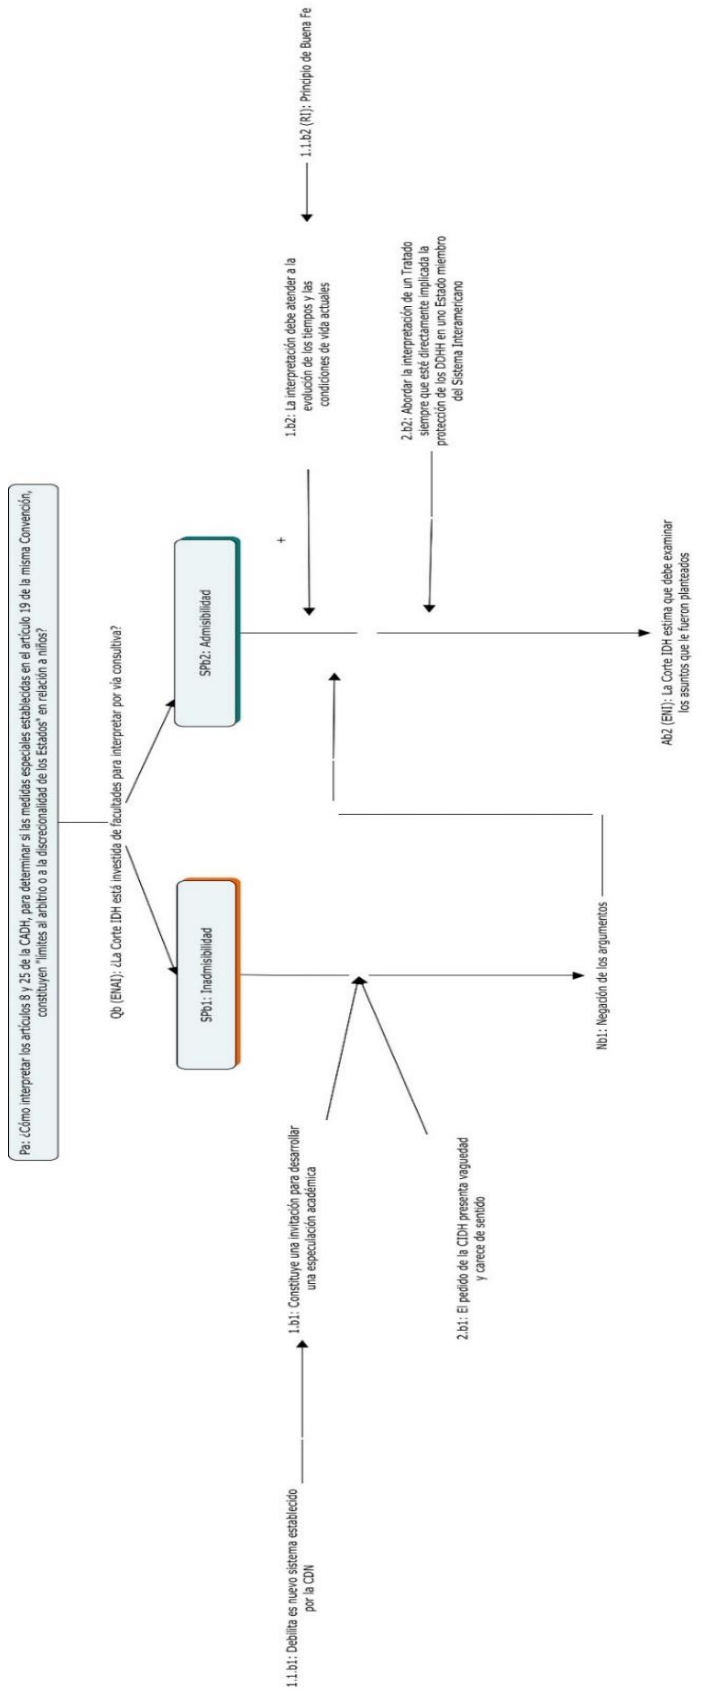 Pa: ¿Cómo interpretar los artículos 8 y 25 de la CADH, para determinar si las medidas especiales establecidas en el artículo 19 de la misma Convención,
constituyen "límites al arbitrio o a la discrecionalidad de los Estados" en relación a niños?
Qb (ENAI): ¿La Corte IDH está investida de facultades para interpretar por vía consultiva?
SPb1: Inadmisibilidad
SPb2: Admisibilidad
+
1.1.b1: Debilita es nuevo sistema establecido
por la CDN
1.b1: Constituye una invitación para desarrollar
una especulación académica
1.b2: La interpretación debe atender a la
evolución de los tiempos y las
condiciones de vida actuales
1.1.b2 (RI): Principio de Buena Fe
2.b1: El pedido de la CIDH presenta vaguedad
y carece de sentido
2.b2: Abordar la interpretación de un Tratado
siempre que esté directamente implicada la
protección de los DDHH en uno Estado miembro
del Sistema Interamericano
Nb1: Negación de los argumentos
Ab2 (ENI): La Corte IDH estima que debe examinar
los asuntos que le fueron planteados